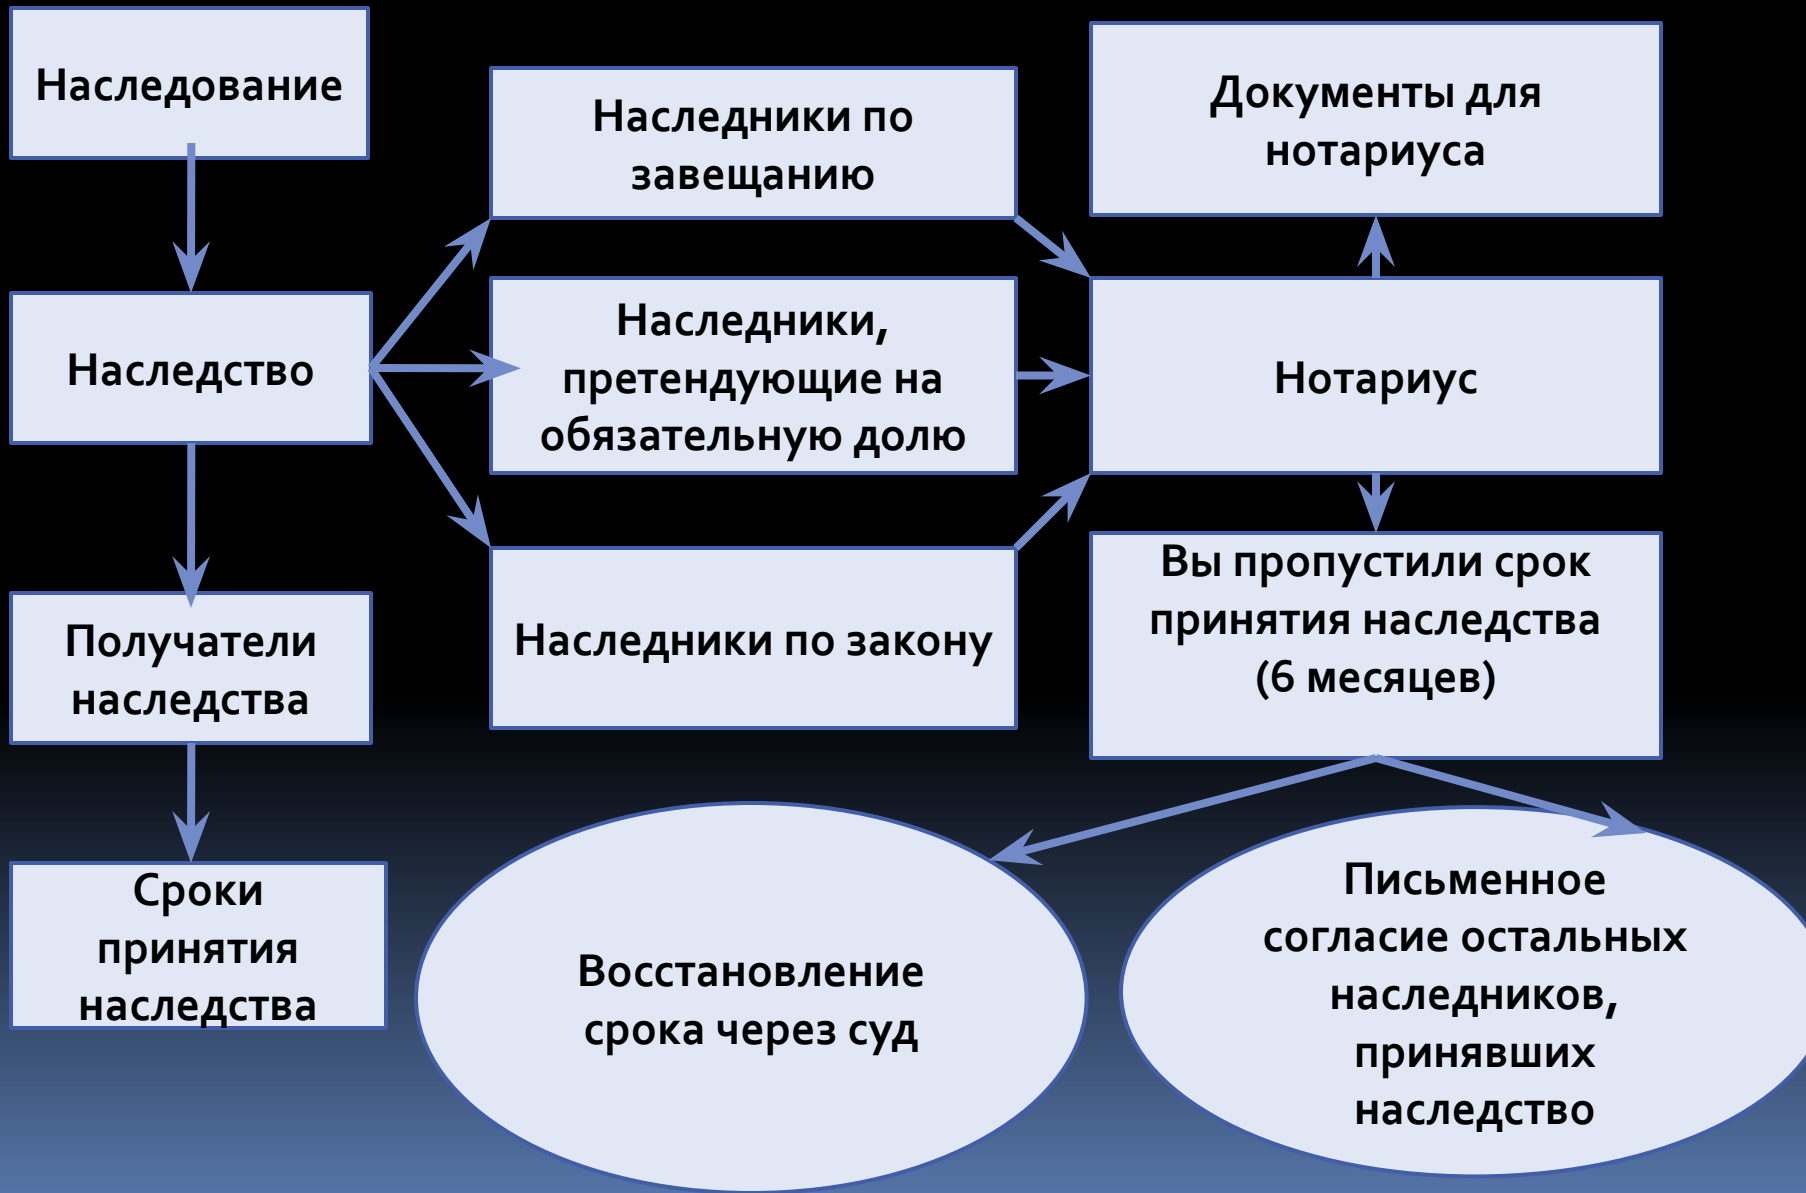 Наследование
Наследство
Получатели
наследства
Сроки
принятия
наследства
Наследники по
завещанию
Наследники,
претендующие на
обязательную долю
Наследники по закону
Документы для
нотариуса
Нотариус
Вы пропустили срок
принятия наследства
(6 месяцев)
Восстановление
срока через суд
Письменное
согласие остальных
наследников,
принявших
наследство